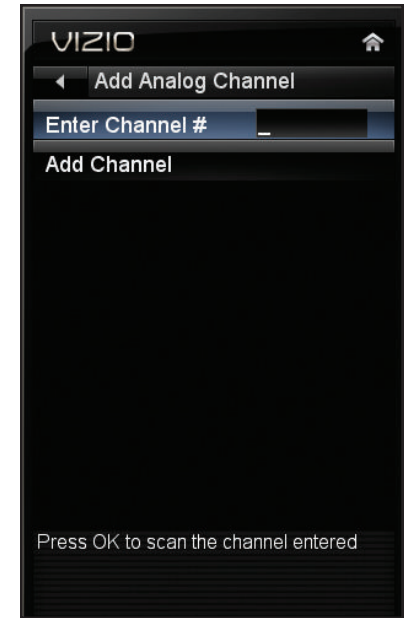 VIZIO
Add Analog Channel
Enter Channel # _
Add Channel
Press OK to scan the channel entered